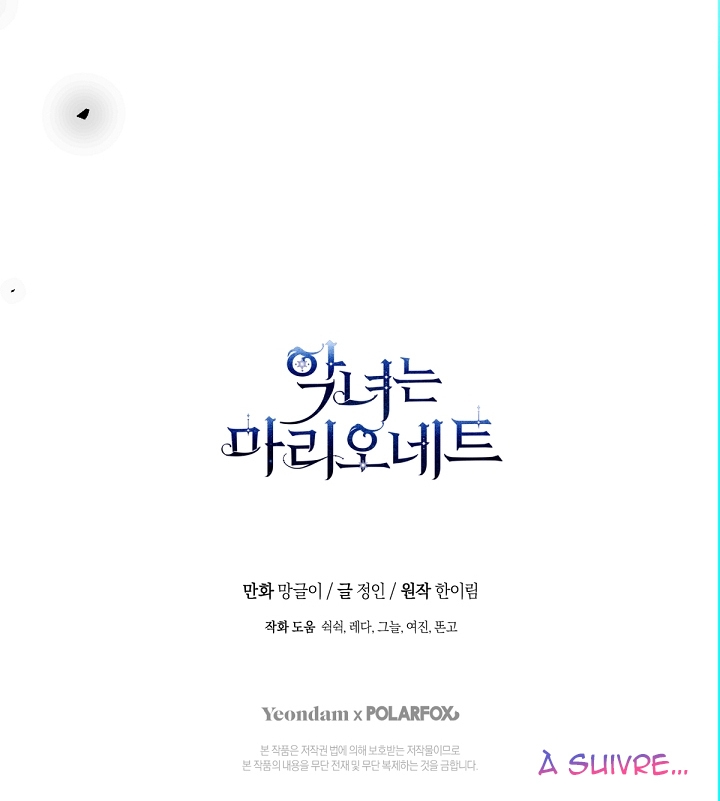 악녀는
마리오네트
만화 망글이 / 글 정인 / 원작 한이림
작화 도움 쉭쉭, 레다, 그늘, 여진, 똔고
Yeondam x POLARFOX
본 작품은 저작권 법에 의해 보호받는 저작물이므로
본 작품의 내용을 무단 전재 및 무단 복제하는 것을 금합니다.
À SUIVRE...